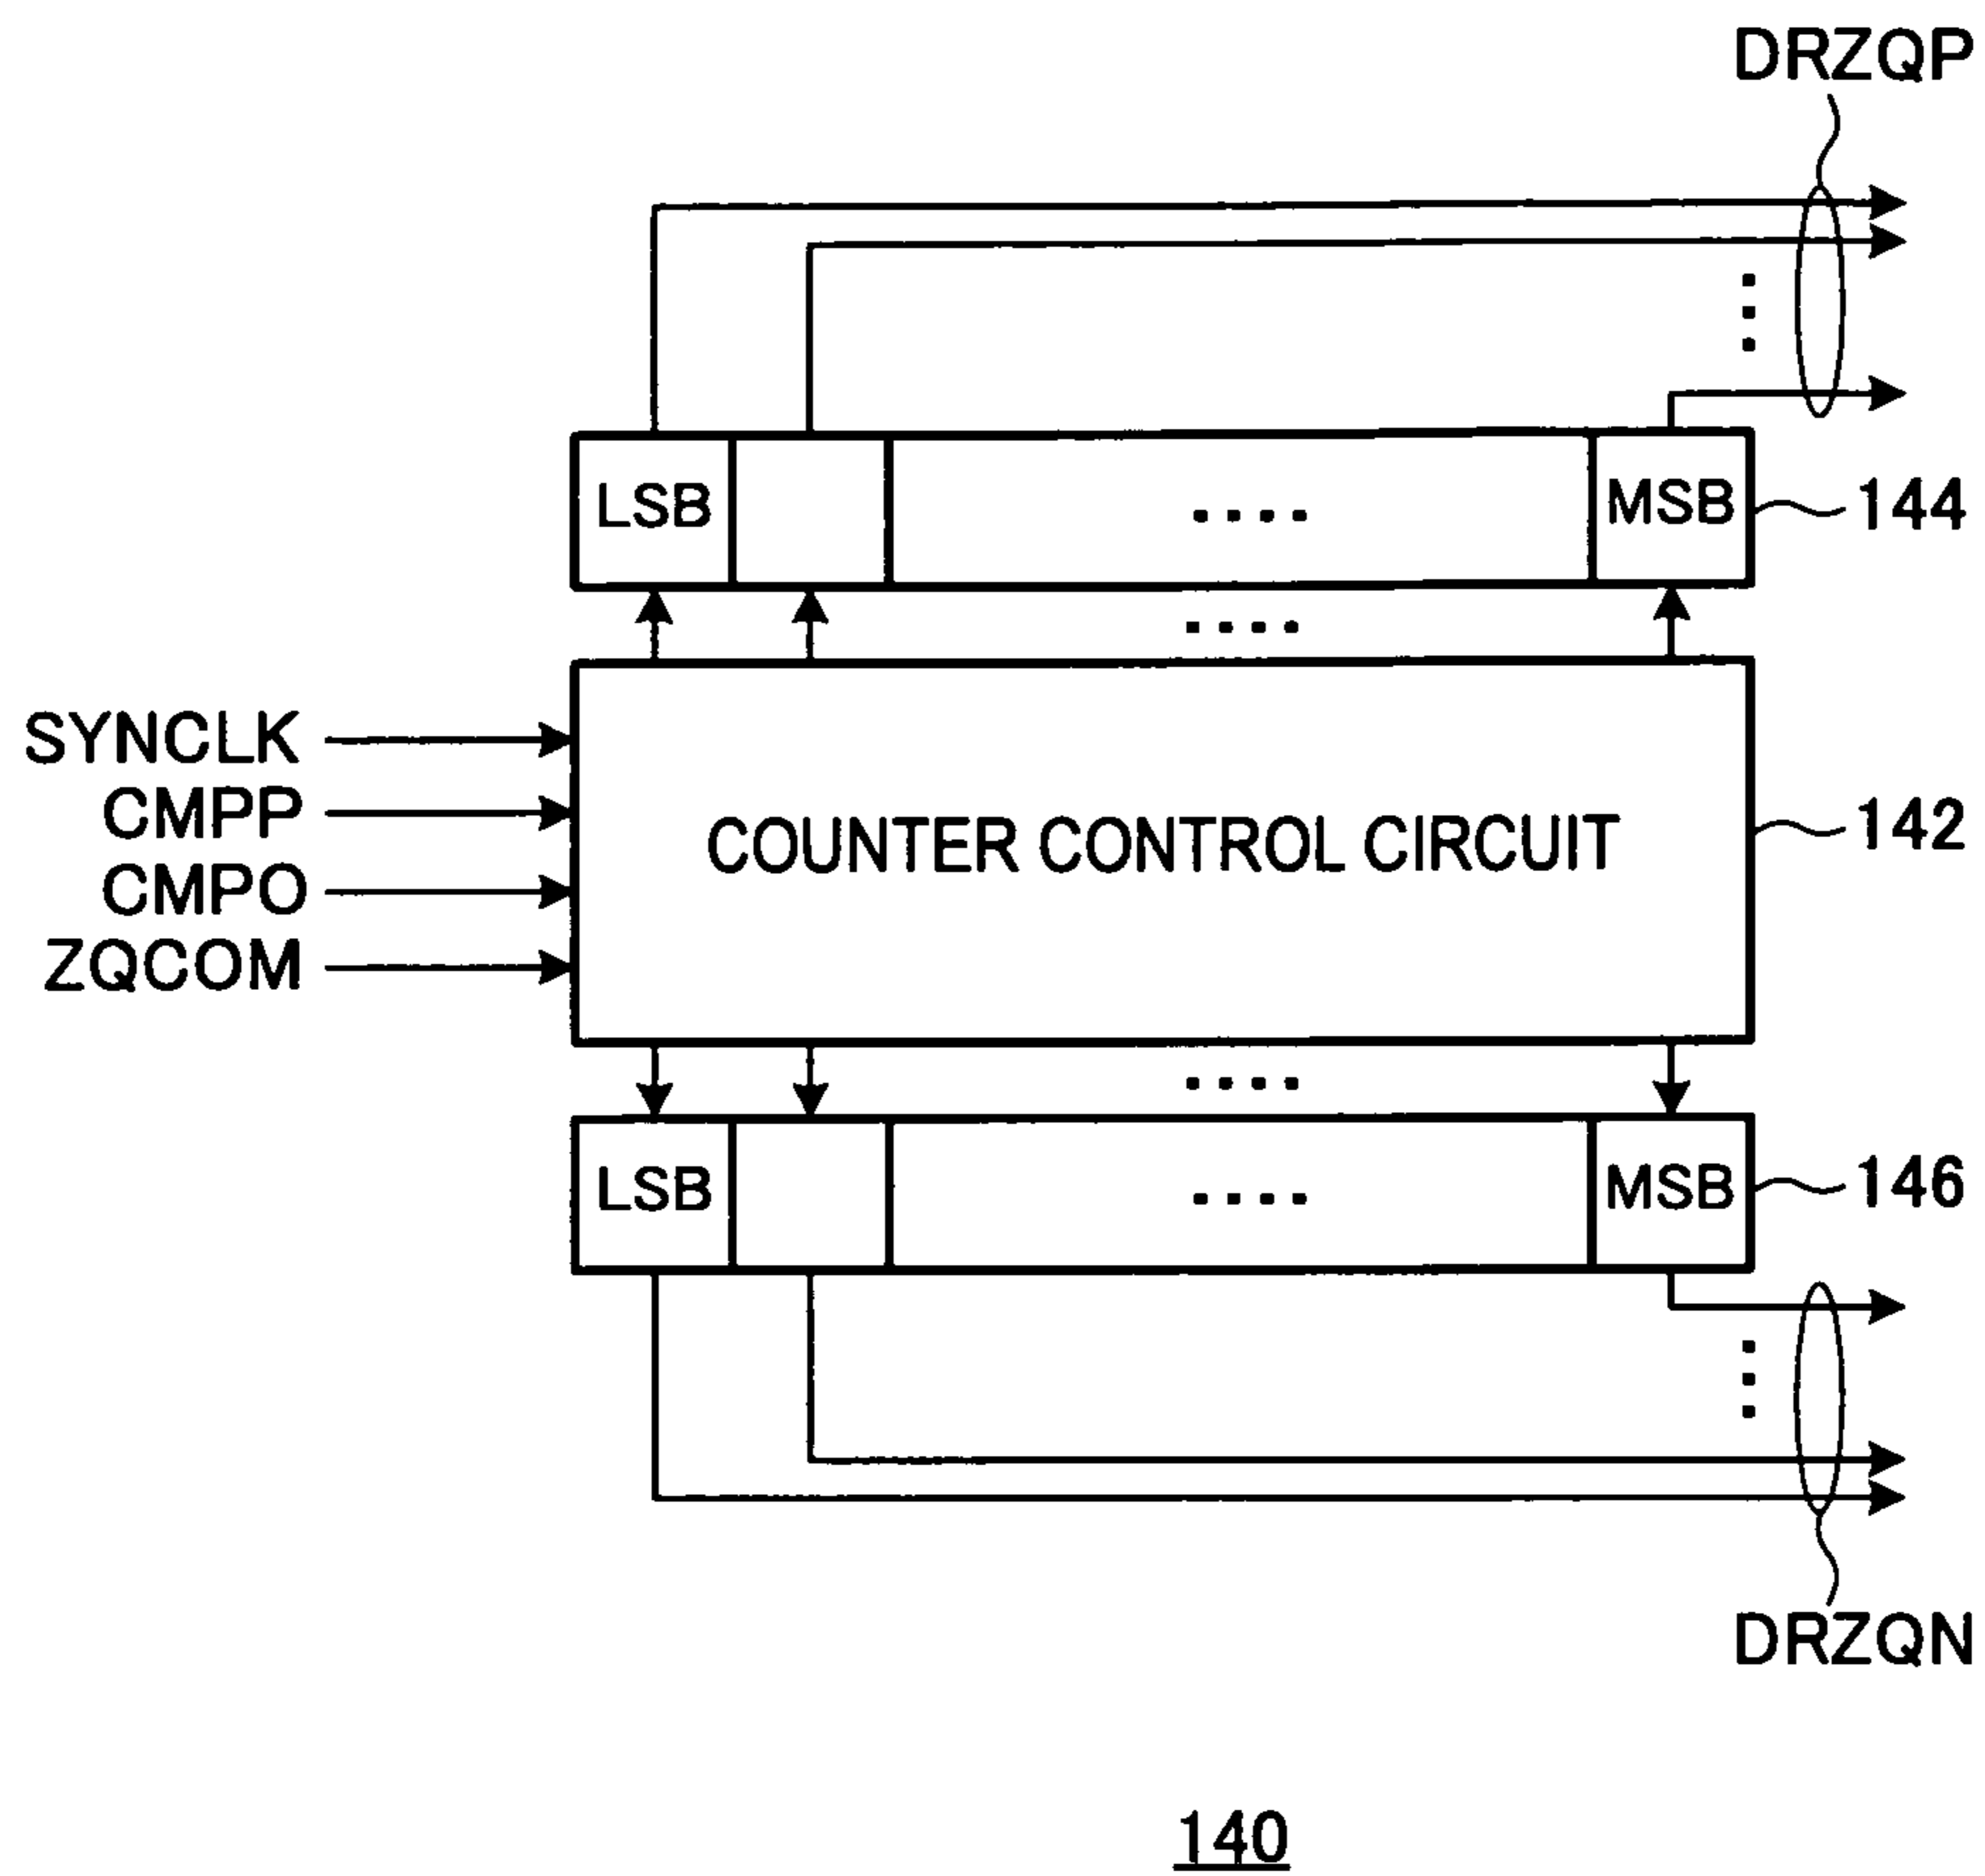 DRZQP
LSB
MSB
144
SYNCLK
CMPP
CMPO
ZQCOM
COUNTER CONTROL CIRCUIT
142
LSB
MSB
146
DRZQN
140